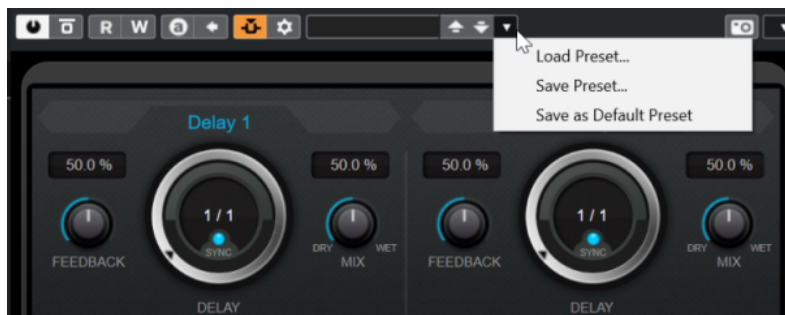 R W a
Load Preset...
Save Preset...
Save as Default Preset
Delay 1
50.0 % 50.0 % 50.0 % 50.0 %
1 / 1 1 / 1
SYNC SYNC
FEEDBACK DRY WET FEEDBACK DRY WET
MIX MIX
DELAY DELAY